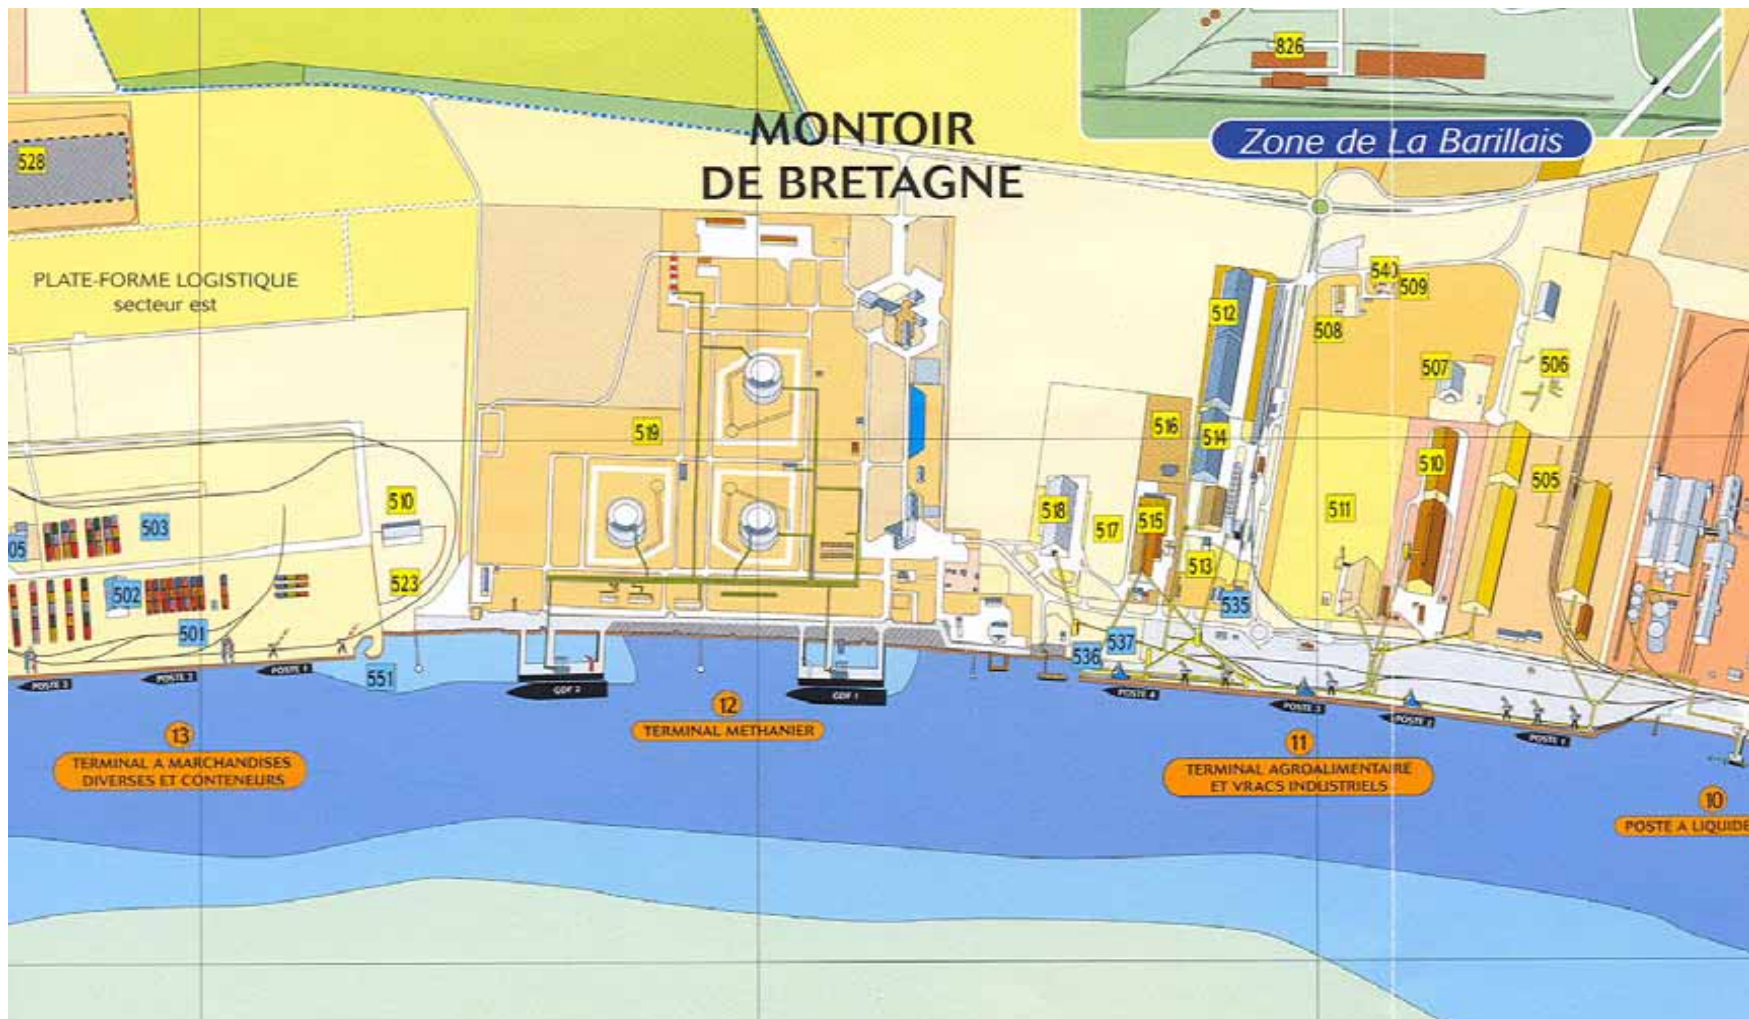 826
MONTOIR
DE BRETAGNE
Zone de La Barillais
528
PLATE-FORME LOGISTIQUE
secteur est
540
509
512
508
507
506
519
516
514
510
505
510
503
518
517
515
511
05
523
513
502
535
501
537
536
551
POSTE 3
POSTE 2
POSTE 1
GDF 2
GDF 1
POSTE 4
POSTE 3
POSTE 2
POSTE 1
12
TERMINAL METHANIER
13
TERMINAL A MARCHANDISES
DIVERSES ET CONTENEURS
11
TERMINAL AGROALIMENTAIRE
ET VRACS INDUSTRIELS
10
POSTE A LIQUIDE